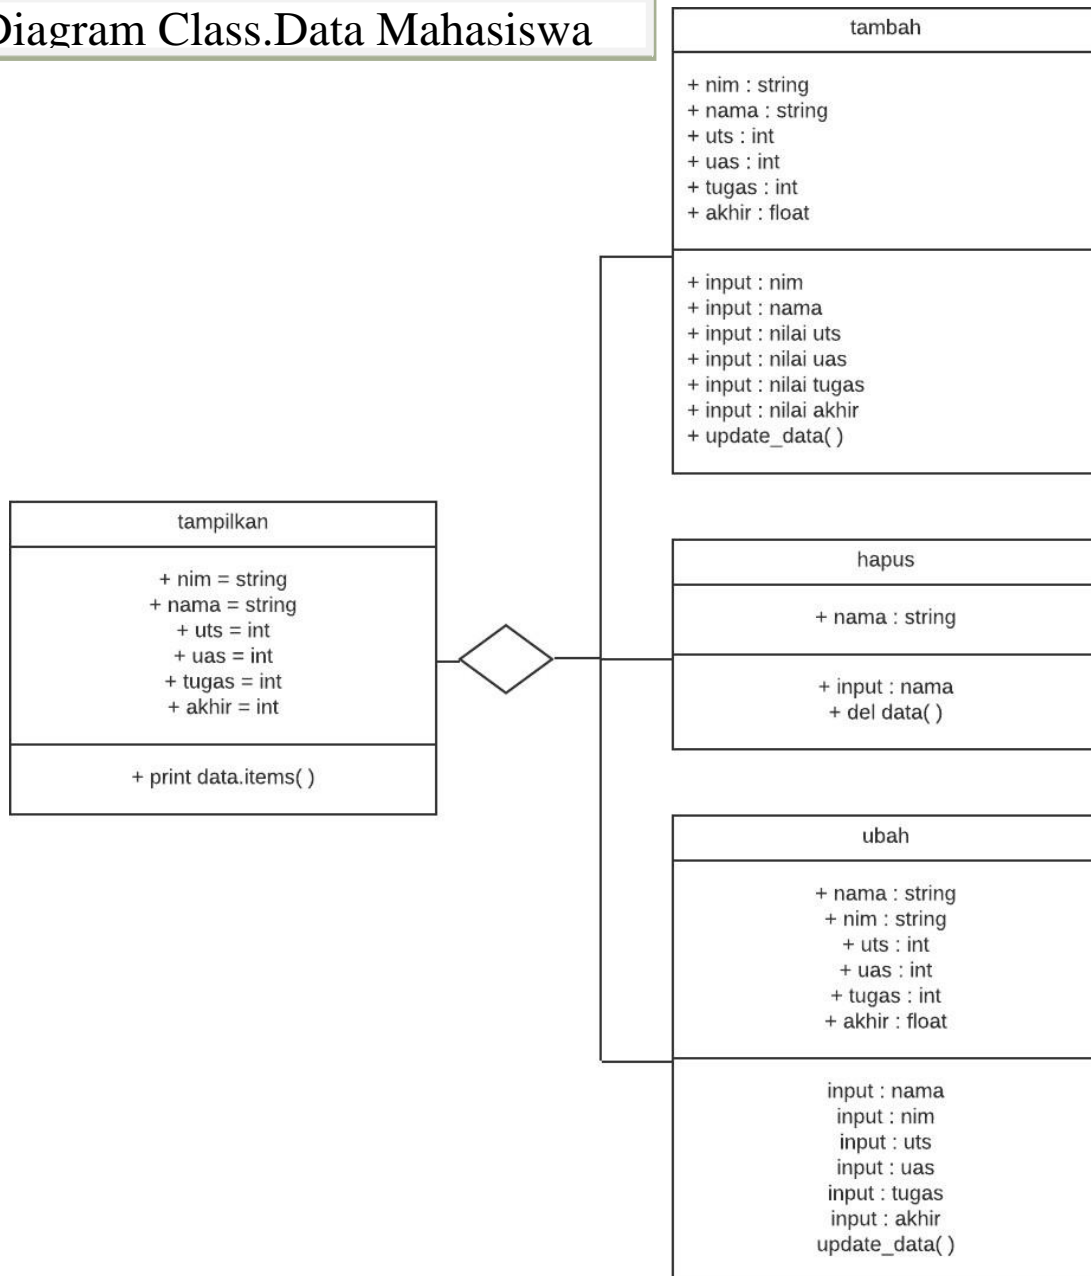 Diagram Class.Data Mahasiswa
tambah
+ nim : string
+ nama : string
+ uts : int
+ uas : int
+ tugas : int
+ akhir : float
+ input : nim
+ input : nama
+ input : nilai uts
+ input : nilai uas
+ input : nilai tugas
+ input : nilai akhir
+ update_data( )
tampilkan
+ nim = string
+ nama = string
+ uts = int
+ uas = int
+ tugas = int
+ akhir = int
+ print data.items( )
hapus
+ nama : string
+ input : nama
+ del data( )
ubah
+ nama : string
+ nim : string
+ uts : int
+ uas : int
+ tugas : int
+ akhir : float
input : nama
input : nim
input : uts
input : uas
input : tugas
input : akhir
update_data( )